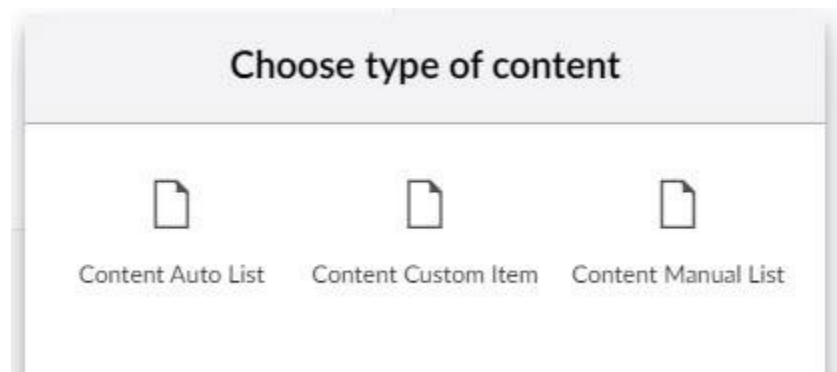 Choose type of content
Content Auto List
Content Custom Item
Content Manual List